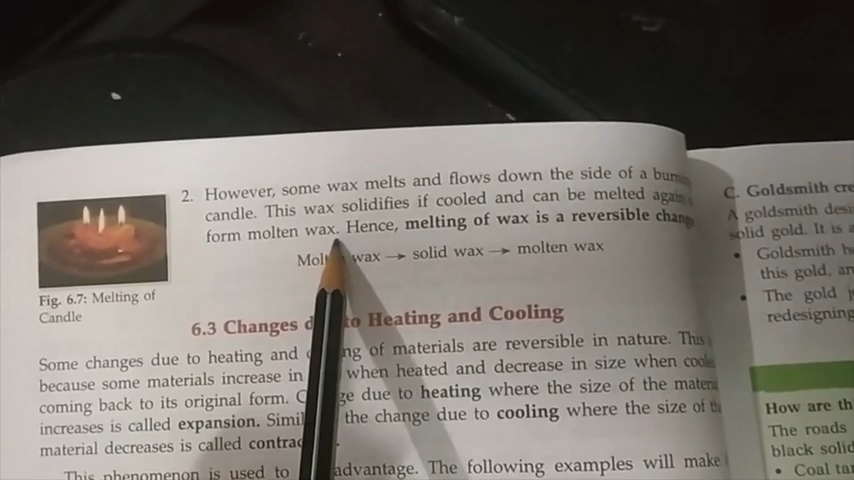 2. However, some wax melts and flows down the side of a
candle. This wax solidifies if cooled and can be melted again
form molten wax. Hence, melting of wax is a reversible
wax → solid wax → molten wax
Fig. 6.7: Melting of
Candle
6.3 Changes to Heating and Cooling
Some changes due to heating and of materials are reversible in nature. This
because some materials increase in when heated and decrease in size when
coming back to its original form. due to heating where the size of the
increases is called expansion. the change due to cooling where the size of
material decreases is called
This phenomenon is used to advantage. The following examples will make
C. Goldsmith
A goldsmith
solid gold. It is
• Goldsmith
this gold,
• The gold
redesigning
How are
The roads
black
• Coal